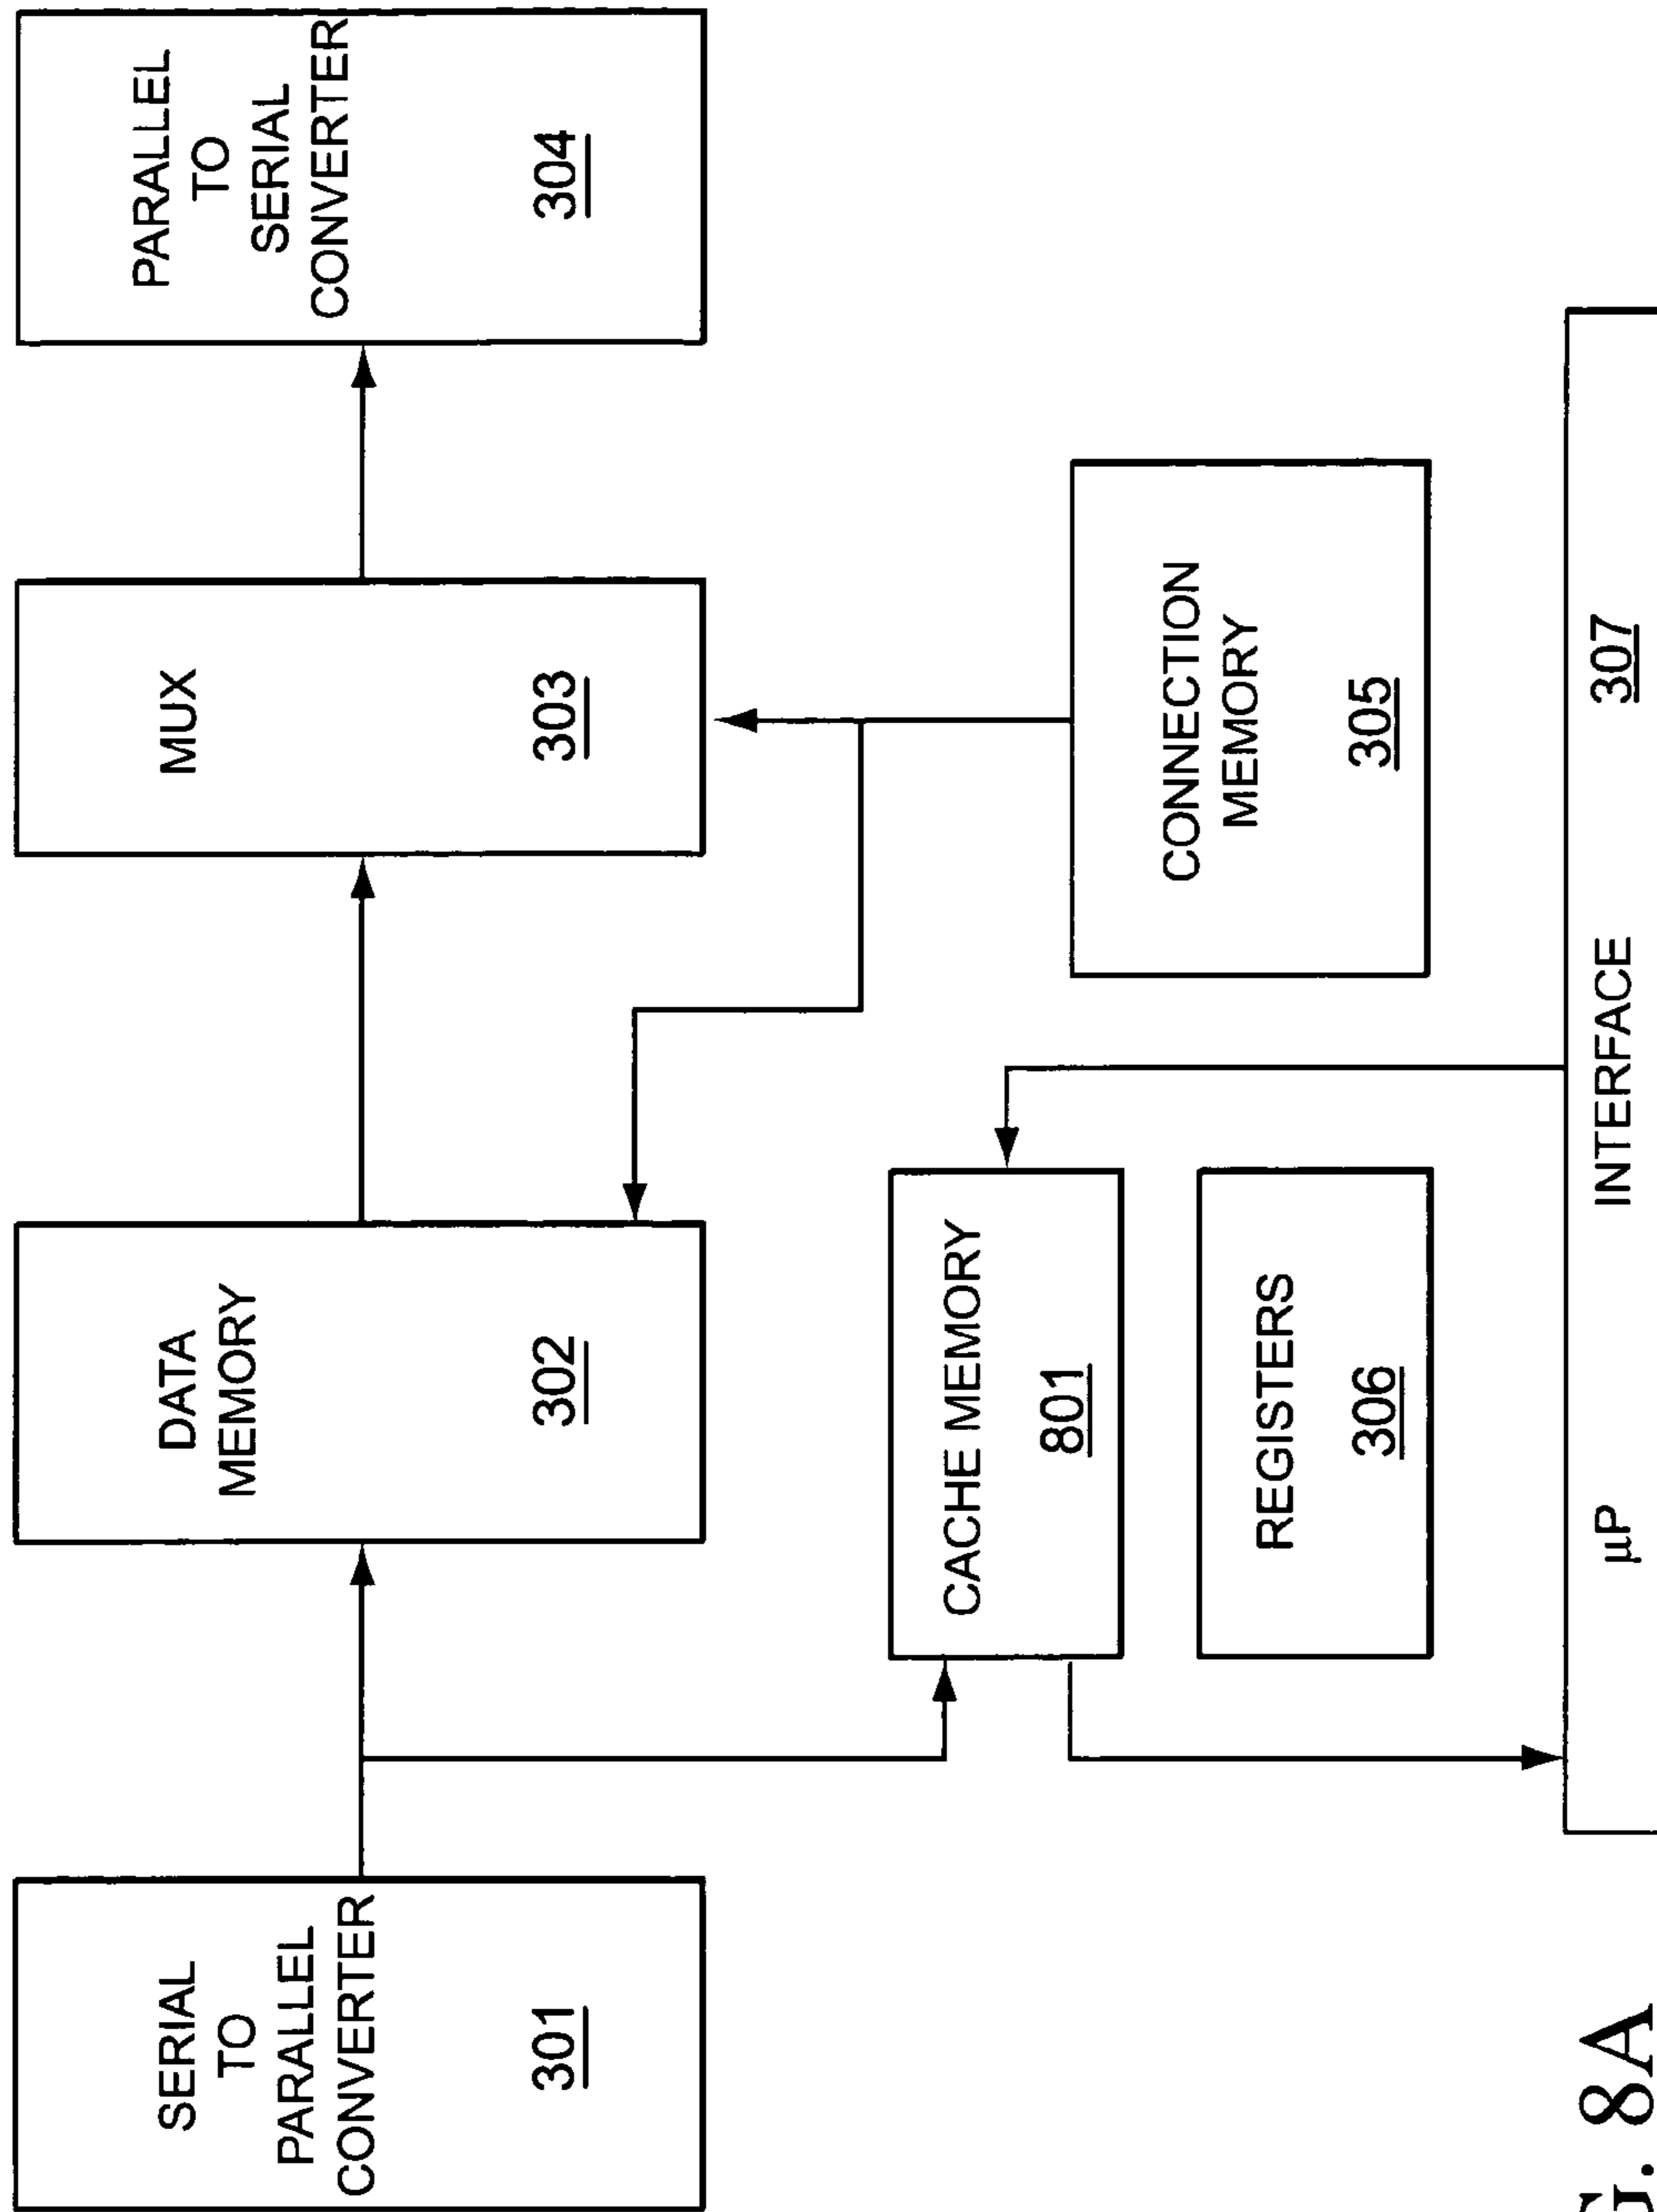 SERIAL
TO
PARALLEL
CONVERTER
301
DATA
MEMORY
302
MUX
303
PARALLEL
TO
SERIAL
CONVERTER
304
CACHE MEMORY
801
REGISTERS
306
CONNECTION
MEMORY
305
µP INTERFACE 307
G. 8A